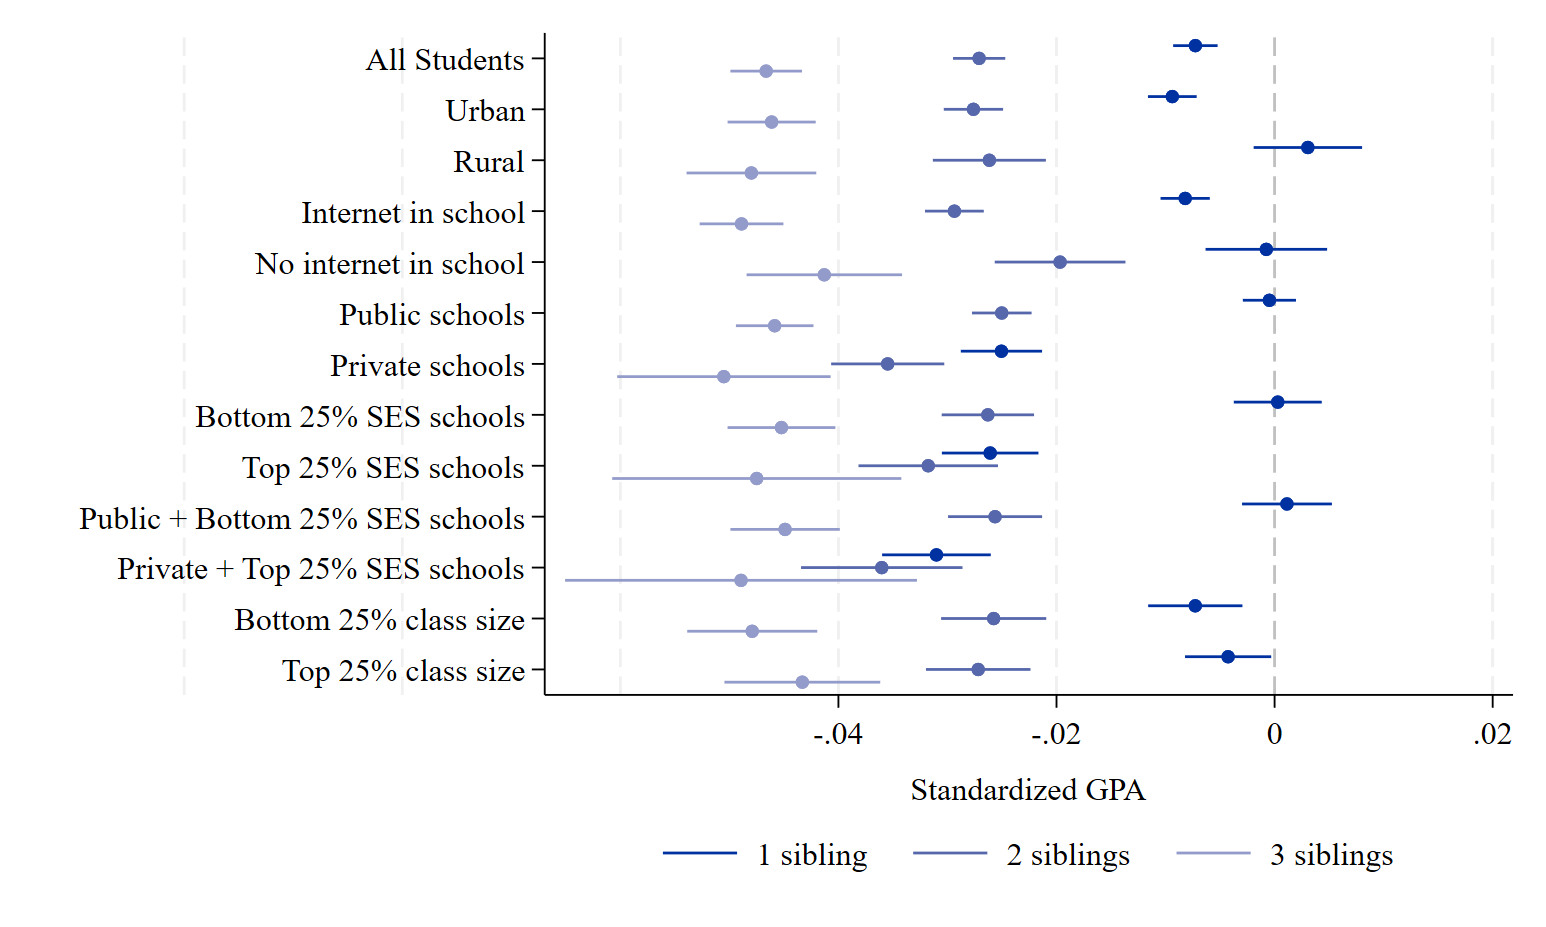 All Students
Urban
Rural
Internet in school
No internet in school
Public schools
Private schools
Bottom 25% SES schools
Top 25% SES schools
Public + Bottom 25% SES schools
Private + Top 25% SES schools
Bottom 25% class size
Top 25% class size
-.04 -.02 0 .02
Standardized GPA
1 sibling 2 siblings 3 siblings